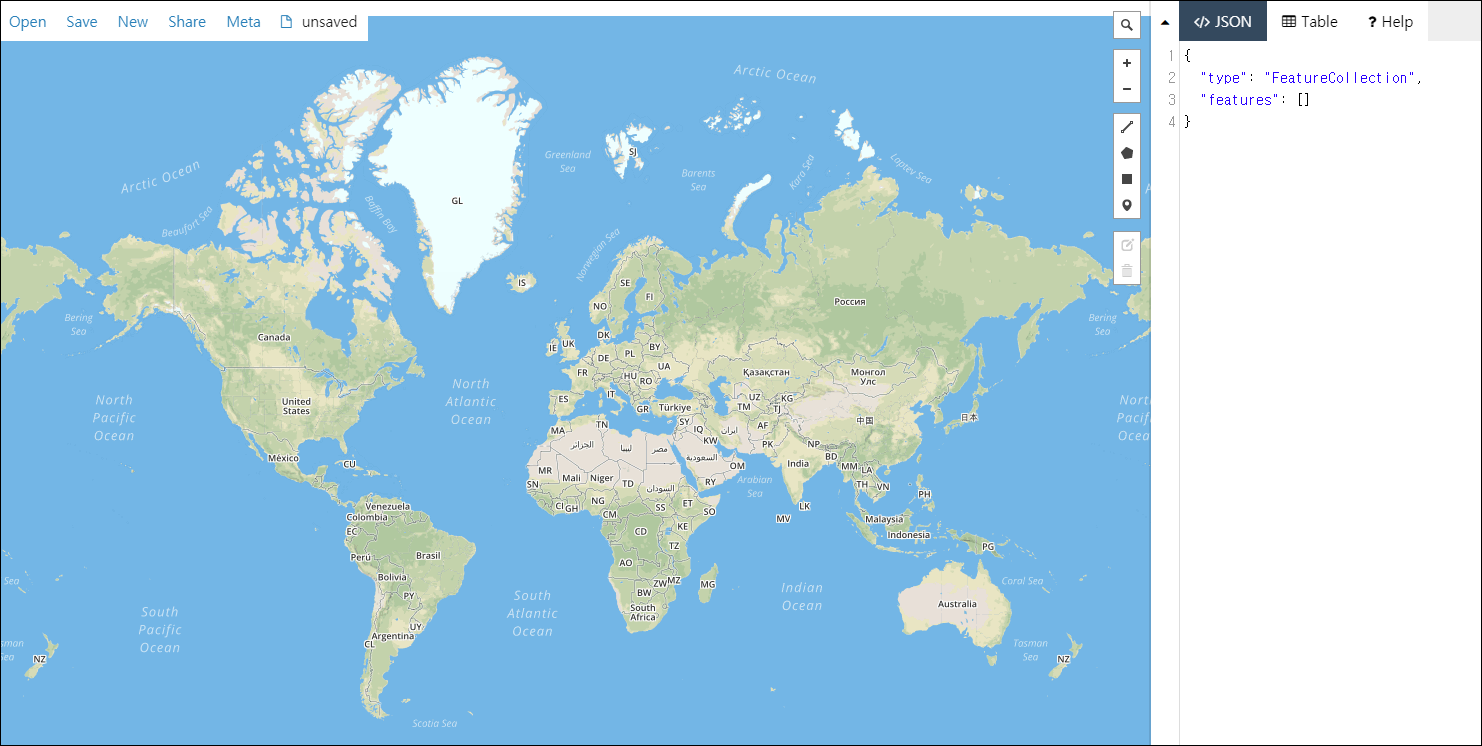 Open Save New Share Meta unsaved
</> JSON Table ? Help
1 {
2 "type": "FeatureCollection",
3 "features": []
4 }
+
−
Arctic Ocean
Arctic Ocean
Greenland
Sea
SJ
Barents
Sea
Kara Sea
Laptev Sea
A
GL
Baffin Bay
Beaufort Sea
Norwegian Sea
IS
SE
FI
NO
Россия
Bering
Sea
Bering
Sea
Canada
DK
IE
UK
DE
PL
BY
FR
UA
HU
RO
Қазақстан
Монгол
Улс
North
Pacific
Ocean
United
States
North
Atlantic
Ocean
ES
IT
GR
Türkiye
UZ
KG
TM
TJ
中国
日本
North
Pacific
Ocea
MA
TN
SY
IQ
ایران
AF
الجزائر
ليبيا
مصر
KW
السعودية
PK
NP
BD
México
CU
MR
Mali
Niger
TD
السودان
OM
RY
Arabian
Sea
India
MM
LA
TH
VN
PH
SN
CI
GH
NG
CM
SS
ET
SO
LK
MV
Venezuela
Colombia
EC
CD
KE
Malaysia
Indonesia
PG
Perú
Brasil
TZ
AO
Bolivia
ZW
MZ
MG
Indian
Ocean
Coral Sea
Sea
PY
BW
South
Africa
Australia
South
Pacific
Ocean
South
Atlantic
Ocean
UY
Argentina
CL
sman
Sea
NZ
Tasman
Sea
NZ
Scotia Sea